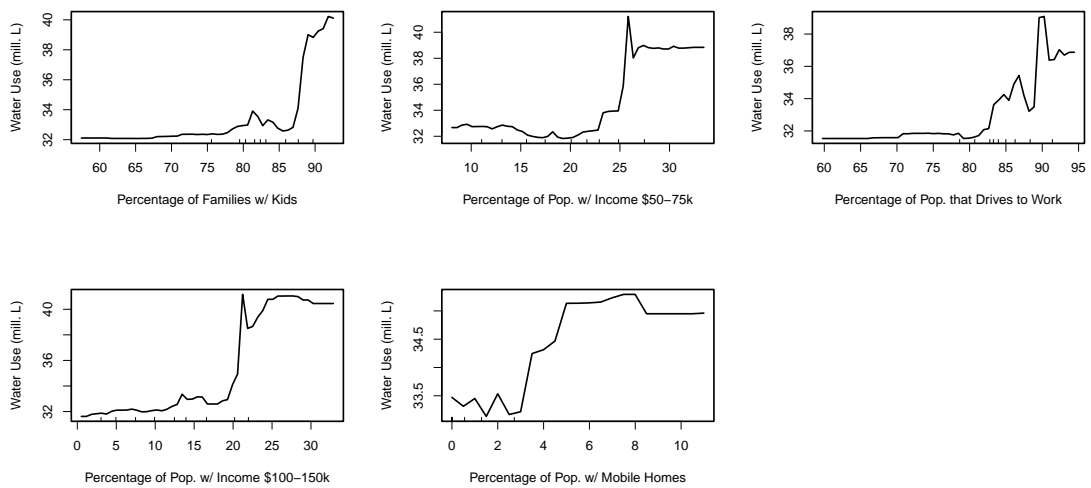 Water Use (mill. L)
32 34 36 38 40
60 65 70 75 80 85 90
Percentage of Families w/ Kids
Water Use (mill. L)
32 34 36 38 40
10 15 20 25 30
Percentage of Pop. w/ Income $50−75k
Water Use (mill. L)
32 34 36 38
60 65 70 75 80 85 90 95
Percentage of Pop. that Drives to Work
Water Use (mill. L)
32 36 40
0 5 10 15 20 25 30
Percentage of Pop. w/ Income $100−150k
Water Use (mill. L)
33.5 34.5
0 2 4 6 8 10
Percentage of Pop. w/ Mobile Homes